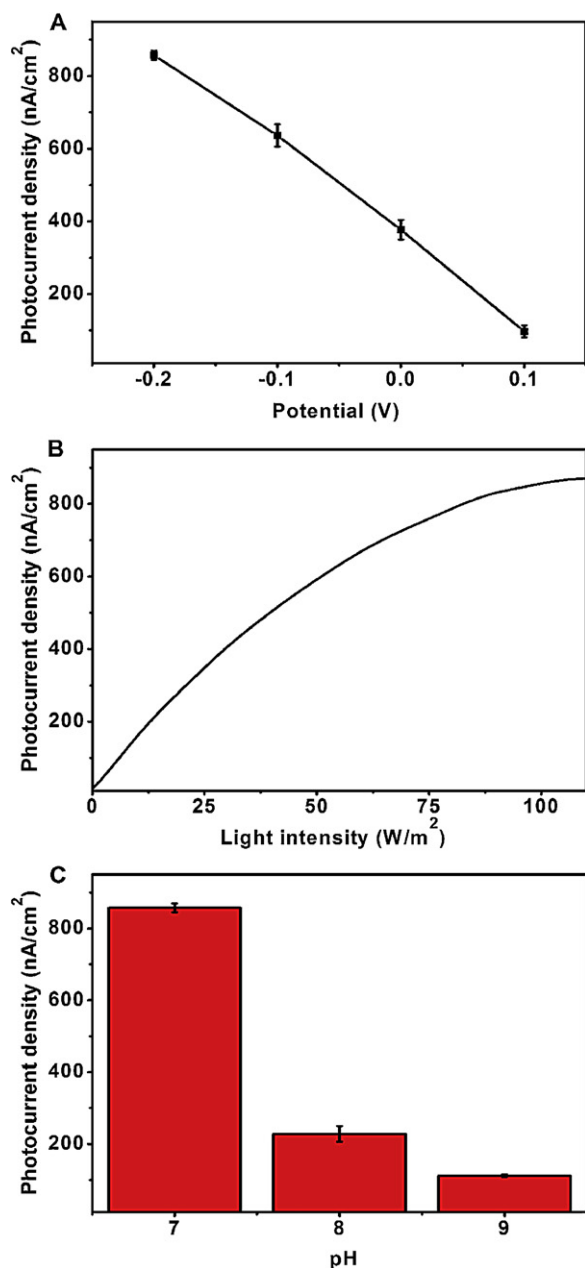 A
Photocurrent density (nA/cm²)
800
600
400
200
-0.2 -0.1 0.0 0.1
Potential (V)
B
Photocurrent density (nA/cm²)
800
600
400
200
0 25 50 75 100
Light intensity (W/m²)
C
Photocurrent density (nA/cm²)
800
600
400
200
7 8 9
pH